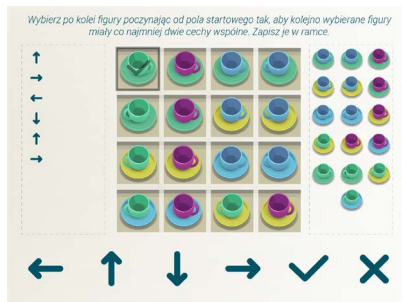 Wybierz po kolei figury poczynając od pola startowego tak, aby kolejno wybierane figury
miały co najmniej dwie cechy wspólne. Zapisz je w ramce.